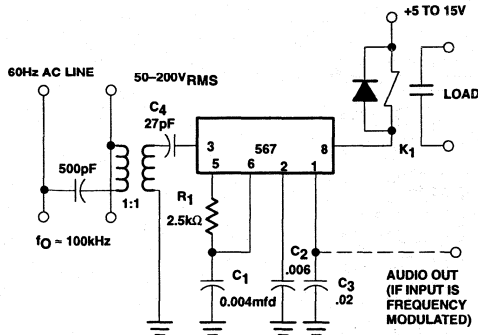 +5 TO 15V
60Hz AC LINE
50–200VRMS
C4
27pF
LOAD
K1
500pF
1:1
3
567
8
5
6
2
1
R1
2.5kΩ
fO ≈ 100kHz
C1
0.004mfd
C2
.006
C3
.02
AUDIO OUT
(IF INPUT IS
FREQUENCY
MODULATED)